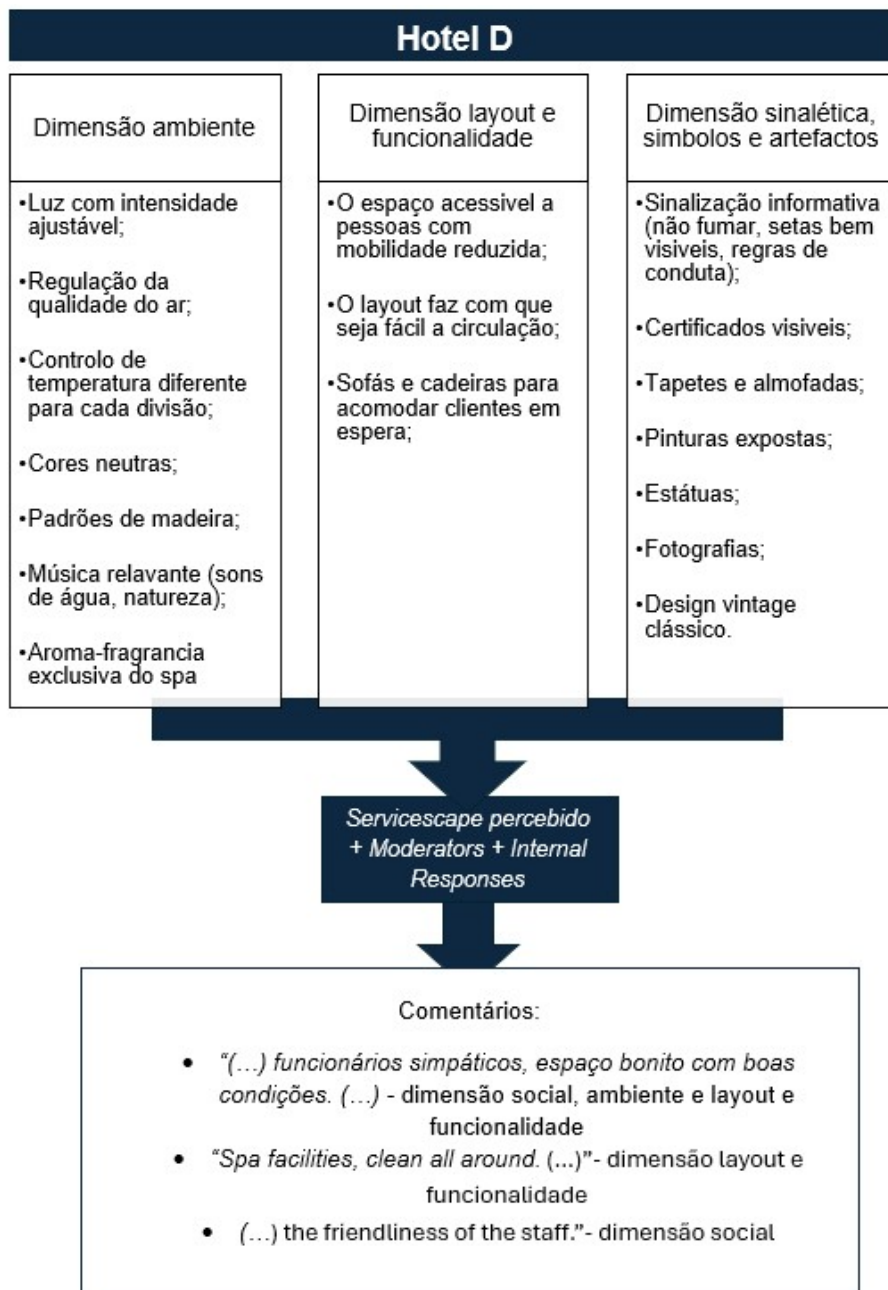 Hotel D
Dimensão ambiente
•Luz com intensidade
ajustável;
•Regulação da
qualidade do ar;
•Controlo de
temperatura diferente
para cada divisão;
•Cores neutras;
•Padrões de madeira;
•Música relavante (sons
de água, natureza);
•Aroma-fragrancia
exclusiva do spa
Dimensão layout e
funcionalidade
•O espaço acessivel a
pessoas com
mobilidade reduzida;
•O layout faz com que
seja fácil a circulação;
•Sofás e cadeiras para
acomodar clientes em
espera;
Dimensão sinalética,
simbolos e artefactos
•Sinalização informativa
(não fumar, setas bem
visiveis, regras de
conduta);
•Certificados visiveis;
•Tapetes e almofadas;
•Pinturas expostas;
•Estátuas;
•Fotografias;
•Design vintage
clássico.
Servicescape percebido
+ Moderators + Internal
Responses
Comentários:
• “(…) funcionários simpáticos, espaço bonito com boas
condições. (…) - dimensão social, ambiente e layout e
funcionalidade
• “Spa facilities, clean all around. (...)”- dimensão layout e
funcionalidade
• (…) the friendliness of the staff.”- dimensão social